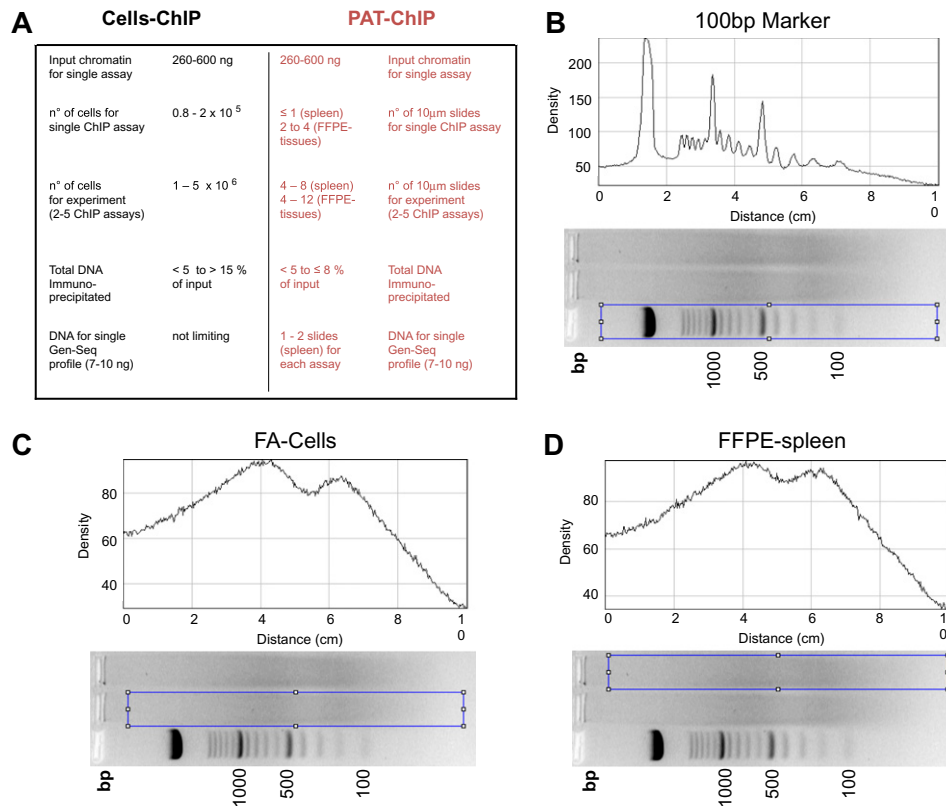 A
Cells-ChIP
PAT-ChIP
Input chromatin
for single assay
260-600 ng
260-600 ng
Input chromatin
for single assay
n° of cells for
single ChIP assay
0.8 - 2 x 10 5
≤ 1 (spleen)
2 to 4 (FFPE-
tissues)
n° of 10μm slides
for single ChIP assay
n° of cells
for experiment
(2-5 ChIP assays)
1 – 5 x 10 6
4 – 8 (spleen)
4 – 12 (FFPE-
tissues)
n° of 10μm slides
for experiment
(2-5 ChIP assays)
Total DNA
Immuno-
precipitated
< 5 to > 15 %
of input
< 5 to ≤ 8 %
of input
Total DNA
Immuno-
precipitated
DNA for single
Gen-Seq
profile (7-10 ng)
not limiting
1 - 2 slides
(spleen) for
each assay
DNA for single
Gen-Seq
profile (7-10 ng)
B
100bp Marker
Density
200
150
100
50
0 2 4 6 8 1
0
Distance (cm)
bp
1000
500
100
C
FA-Cells
Density
80
60
40
0 2 4 6 8 1
0
Distance (cm)
bp
1000
500
100
D
FFPE-spleen
Density
80
60
40
0 2 4 6 8 1
0
Distance (cm)
bp
1000
500
100